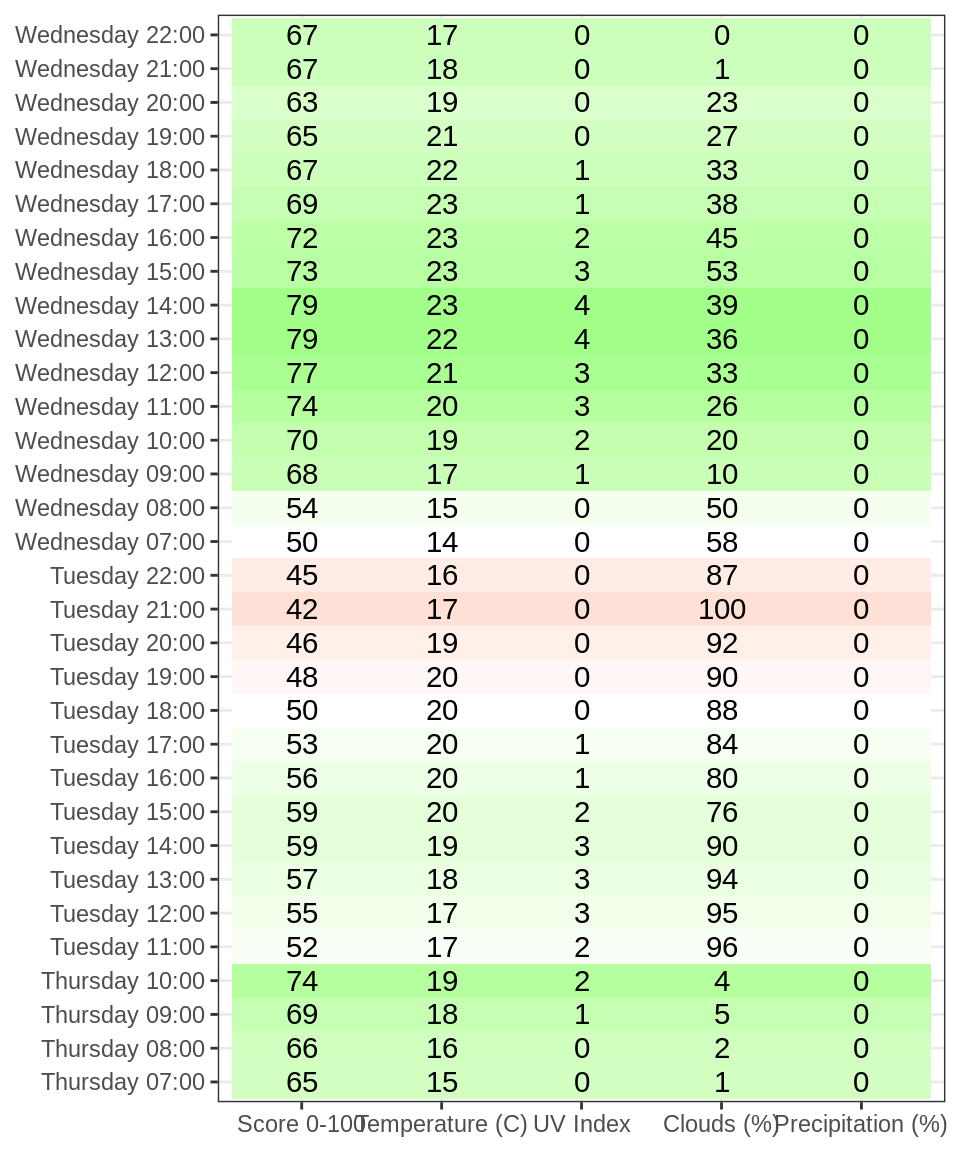 Wednesday 22:00 67 17 0 0 0
Wednesday 21:00 67 18 0 1 0
Wednesday 20:00 63 19 0 23 0
Wednesday 19:00 65 21 0 27 0
Wednesday 18:00 67 22 1 33 0
Wednesday 17:00 69 23 1 38 0
Wednesday 16:00 72 23 2 45 0
Wednesday 15:00 73 23 3 53 0
Wednesday 14:00 79 23 4 39 0
Wednesday 13:00 79 22 4 36 0
Wednesday 12:00 77 21 3 33 0
Wednesday 11:00 74 20 3 26 0
Wednesday 10:00 70 19 2 20 0
Wednesday 09:00 68 17 1 10 0
Wednesday 08:00 54 15 0 50 0
Wednesday 07:00 50 14 0 58 0
Tuesday 22:00 45 16 0 87 0
Tuesday 21:00 42 17 0 100 0
Tuesday 20:00 46 19 0 92 0
Tuesday 19:00 48 20 0 90 0
Tuesday 18:00 50 20 0 88 0
Tuesday 17:00 53 20 1 84 0
Tuesday 16:00 56 20 1 80 0
Tuesday 15:00 59 20 2 76 0
Tuesday 14:00 59 19 3 90 0
Tuesday 13:00 57 18 3 94 0
Tuesday 12:00 55 17 3 95 0
Tuesday 11:00 52 17 2 96 0
Thursday 10:00 74 19 2 4 0
Thursday 09:00 69 18 1 5 0
Thursday 08:00 66 16 0 2 0
Thursday 07:00 65 15 0 1 0
Score 0-100 Temperature (C) UV Index Clouds (%) Precipitation (%)